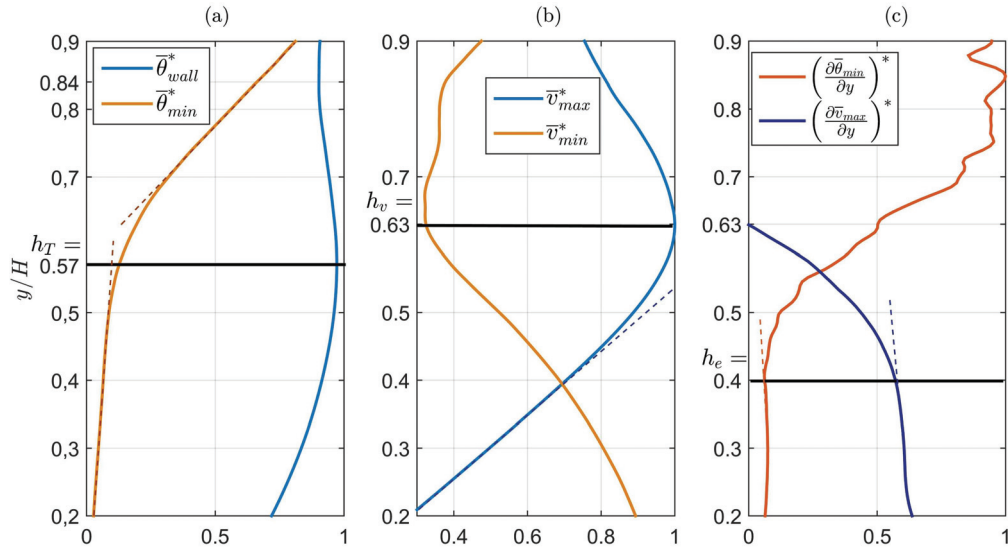 (a)
(b)
(c)
0.9
0.84
0.8
0.7
h_T =
0.57
0,5
0.4
0.3
0.2
y/H
0
0.5
1
θ̅*_wall
θ̅*_min
0.9
0.8
0.7
h_v =
0.63
0.5
0.4
0.3
0.2
0.4
0.6
0.8
1
v̅*_max
v̅*_min
0.9
0.8
0.7
0.63
0,5
h_e =
0.4
0.3
0.2
0
0.5
1
(∂θ̅_min/∂y)*
(∂v̅_max/∂y)*